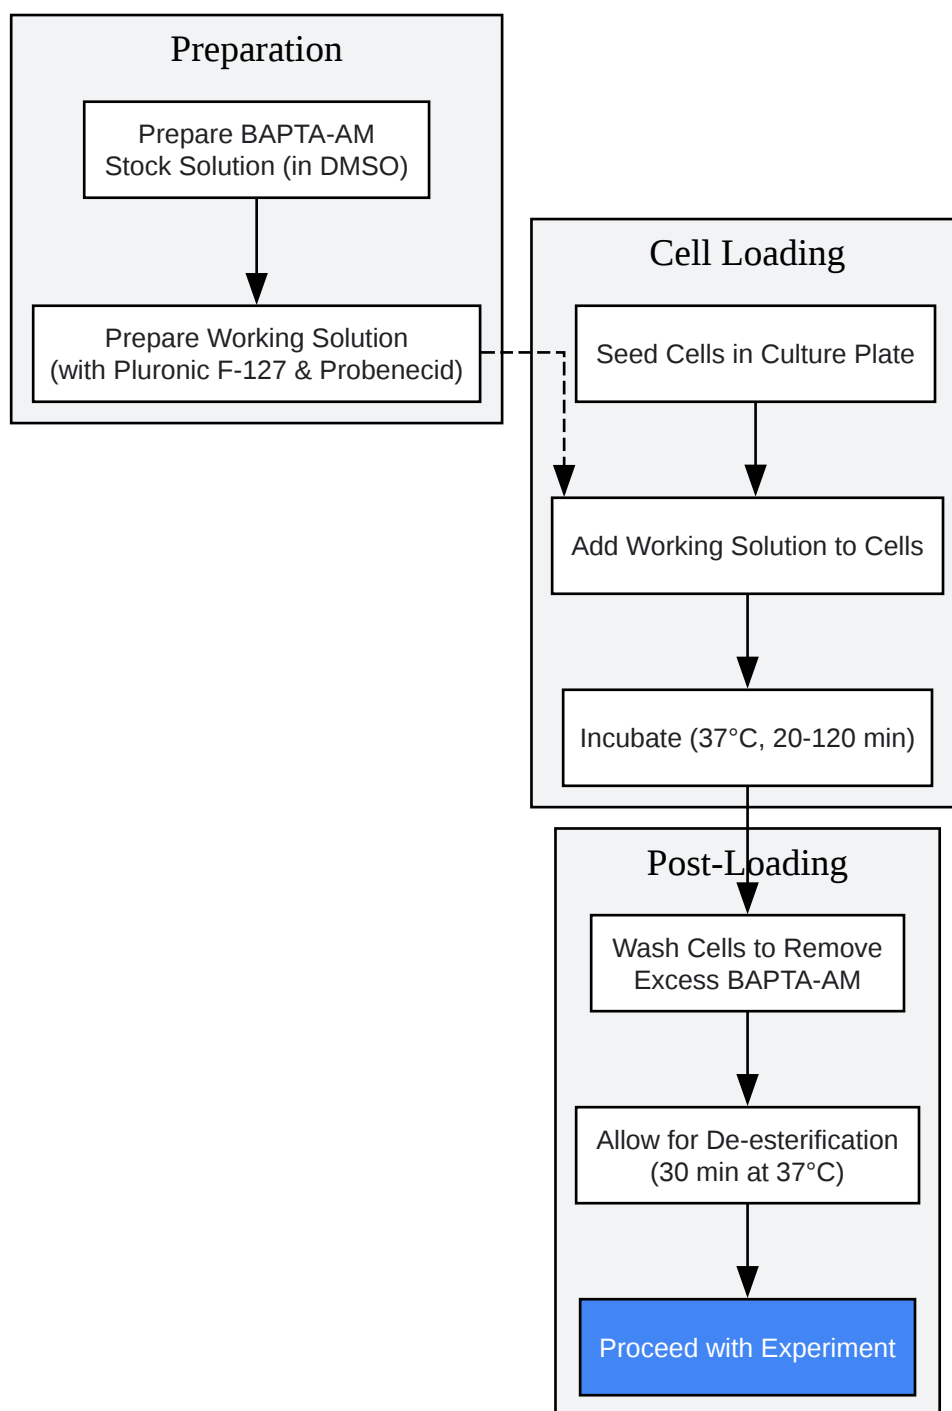 Preparation
Prepare BAPTA-AM
Stock Solution (in DMSO)
Prepare Working Solution
(with Pluronic F-127 & Probenecid)
Cell Loading
Seed Cells in Culture Plate
Add Working Solution to Cells
Incubate (37°C, 20-120 min)
Post-Loading
Wash Cells to Remove
Excess BAPTA-AM
Allow for De-esterification
(30 min at 37°C)
Proceed with Experiment